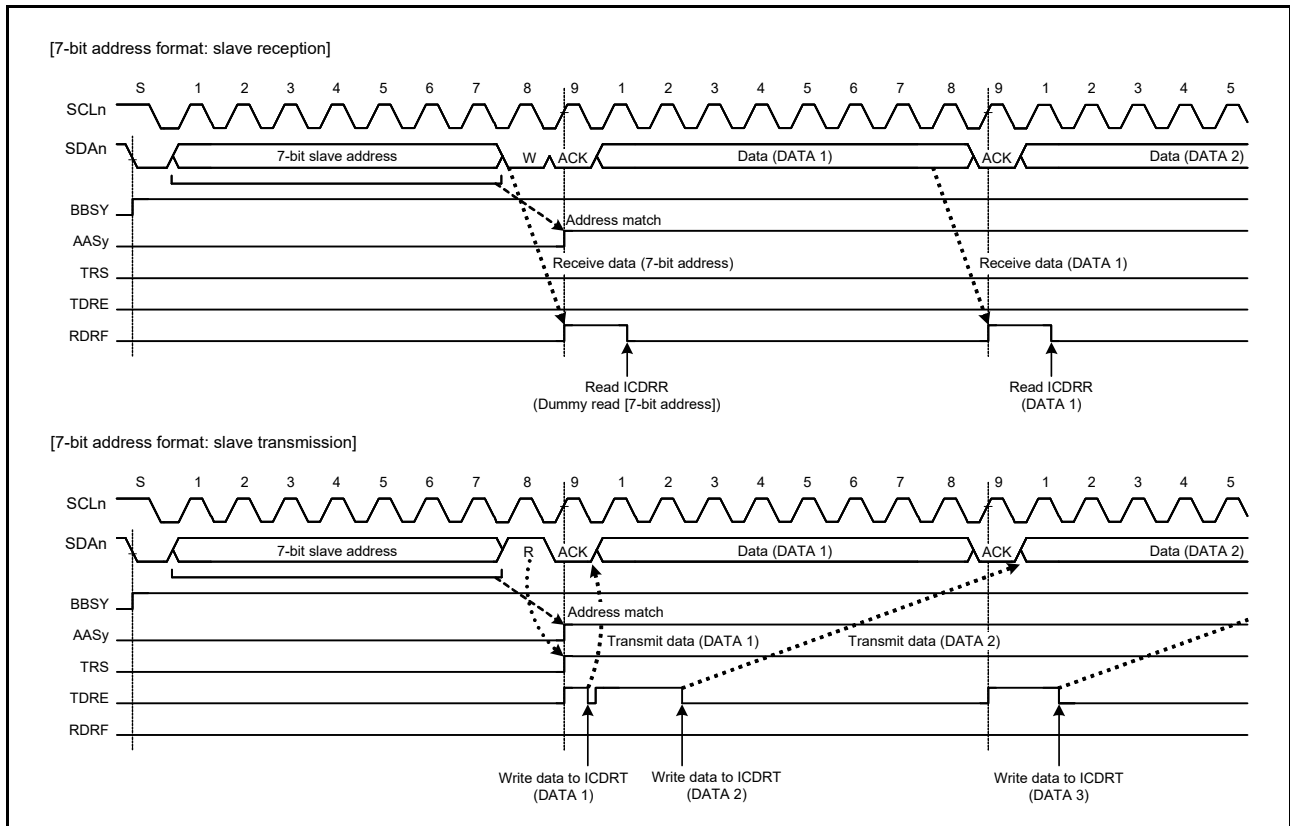 [7-bit address format: slave reception]
S 1 2 3 4 5 6 7 8 9 1 2 3 4 5 6 7 8 9 1 2 3 4 5
SCLn
SDAn 7-bit slave address W ACK Data (DATA 1) ACK Data (DATA 2)
BBSY
Address match
AASy
Receive data (7-bit address) Receive data (DATA 1)
TRS
TDRE
RDRF
Read ICDRR Read ICDRR
(Dummy read [7-bit address]) (DATA 1)
[7-bit address format: slave transmission]
S 1 2 3 4 5 6 7 8 9 1 2 3 4 5 6 7 8 9 1 2 3 4 5
SCLn
SDAn 7-bit slave address R ACK Data (DATA 1) ACK Data (DATA 2)
BBSY
Address match
AASy
Transmit data (DATA 1) Transmit data (DATA 2)
TRS
TDRE
RDRF
Write data to ICDRT Write data to ICDRT Write data to ICDRT
(DATA 1) (DATA 2) (DATA 3)